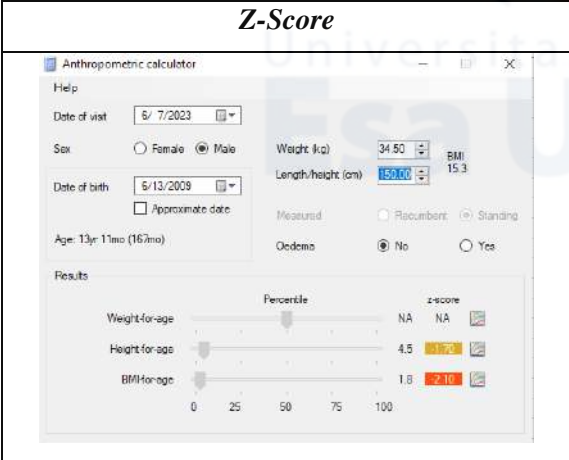 Z-Score
Universita
Esa U
Anthropometric calculator
Help
Date of visit 6/ 7/2023
Sex Female Male Weight (kg) 34.50 BMI
Length/height (cm) 150.00 15.3
Date of birth 6/13/2009
Approximate date Measured Recumbent Standing
Age: 13yr 11mo (167mo) Oedema No Yes
Results
Percentile z-score
Weight-for-age NA NA
Height-for-age 4.5 -1.70
BMI-for-age 1.8 -2.10
0 25 50 75 100